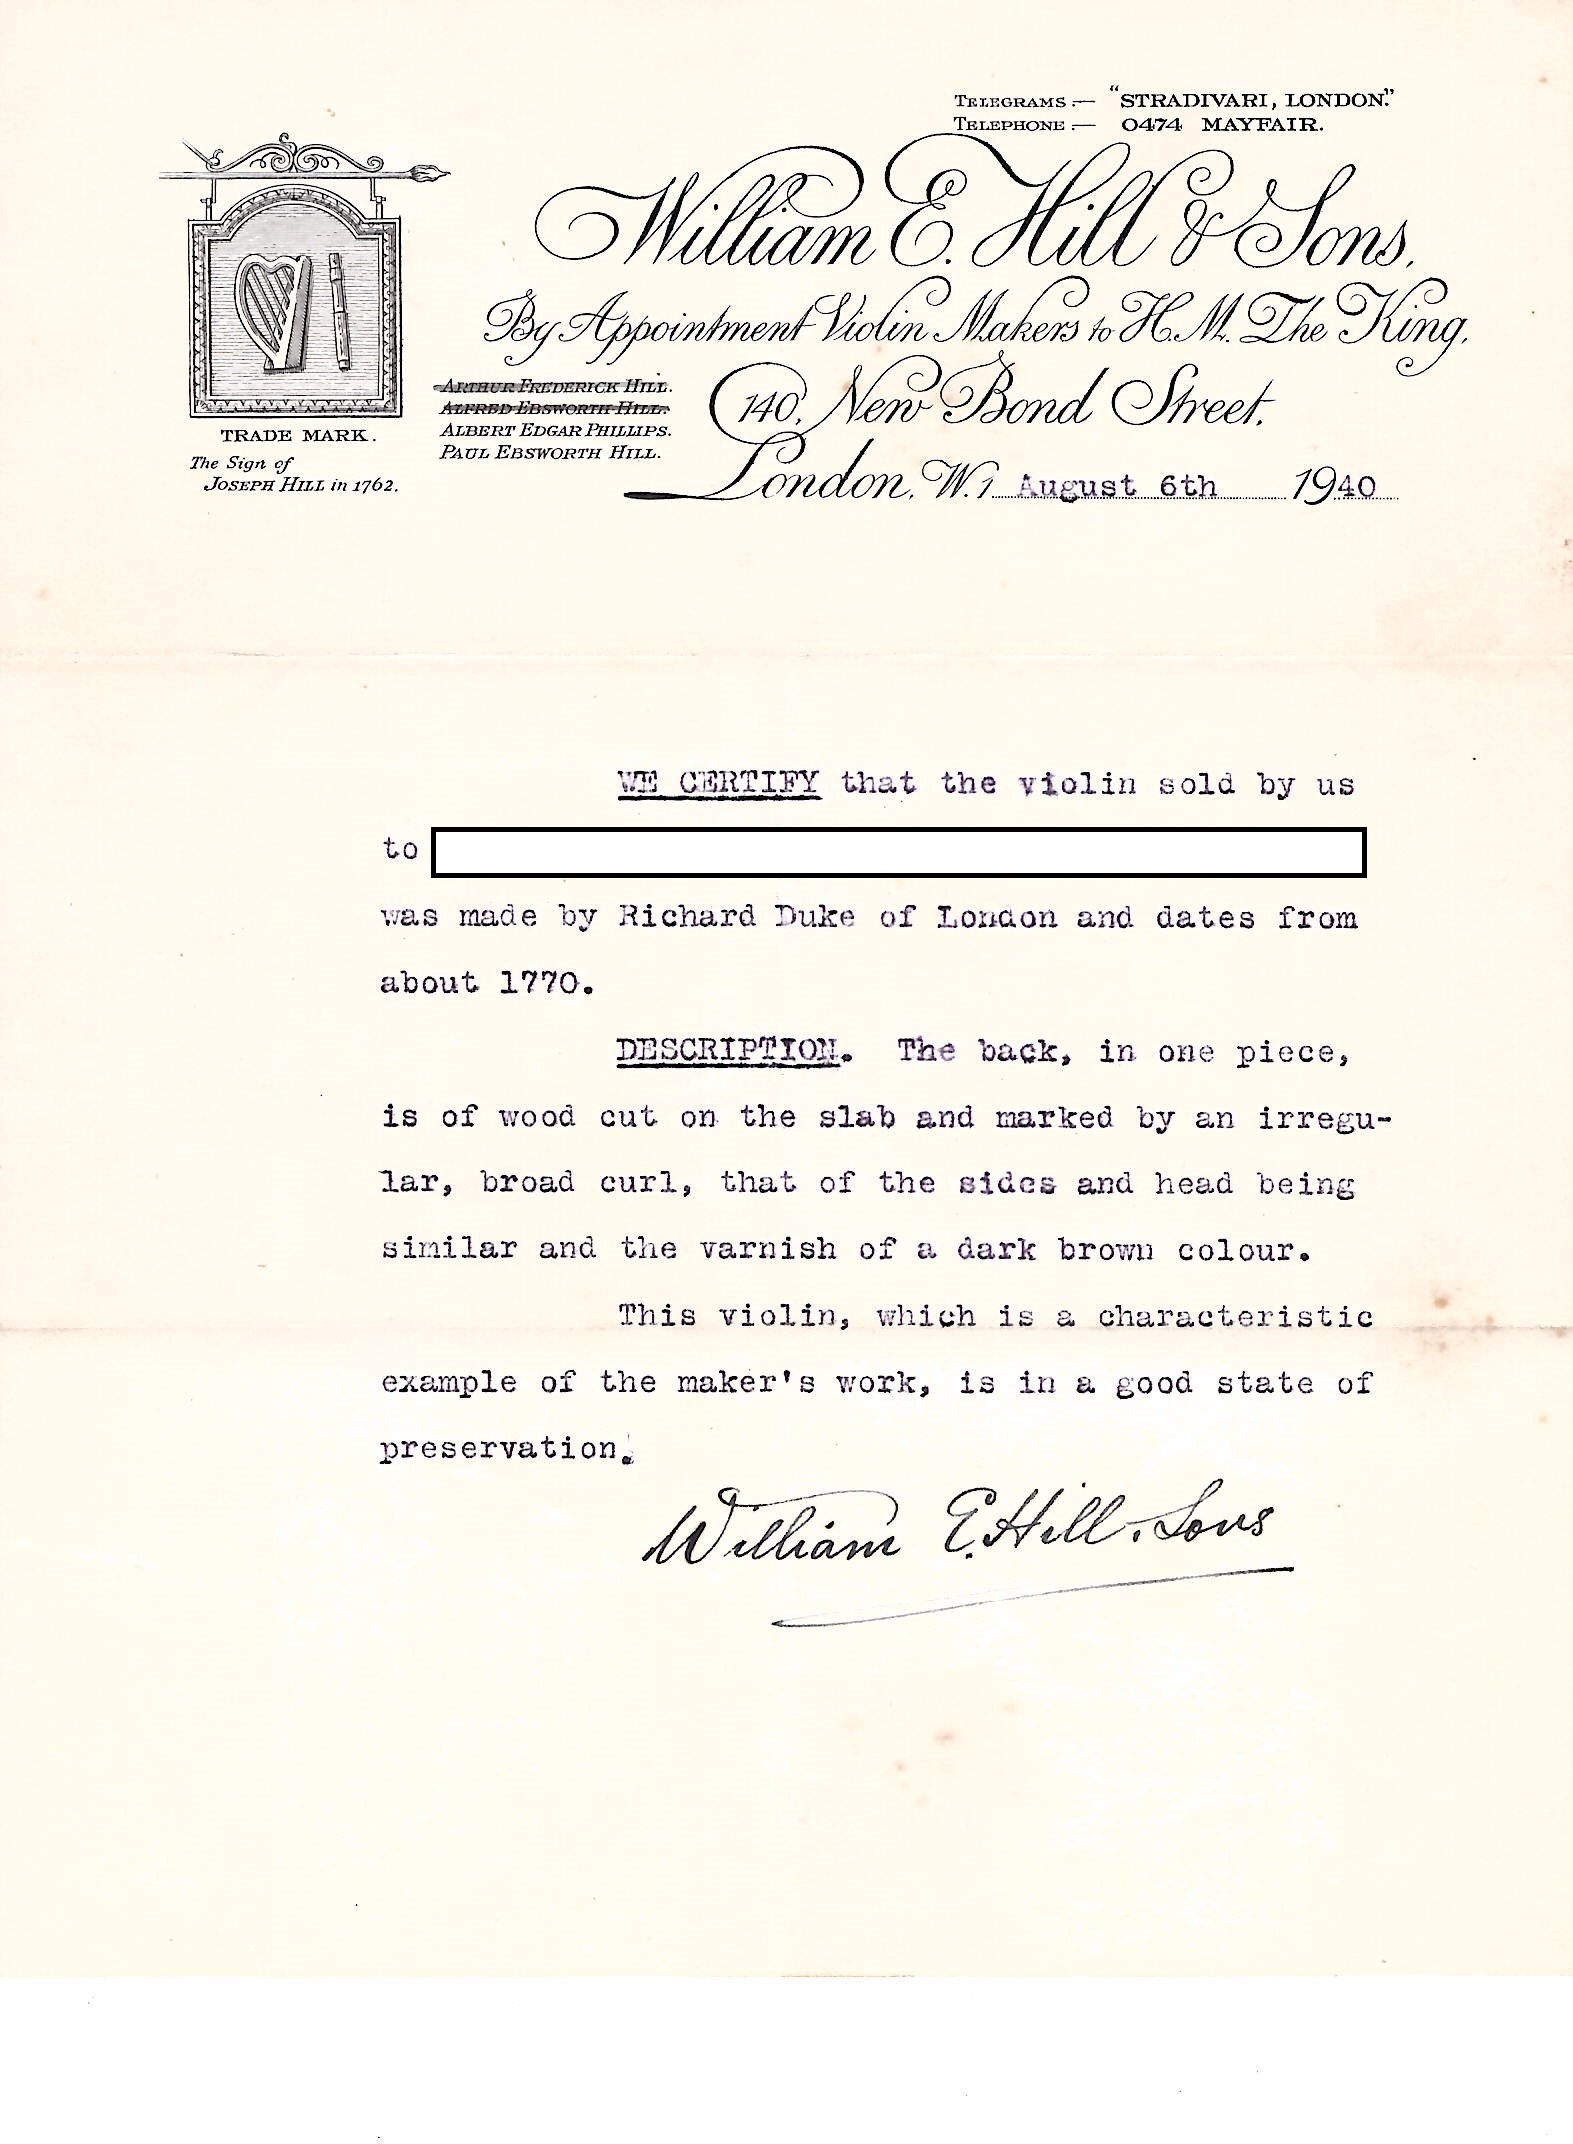 TELEGRAMS :— "STRADIVARI, LONDON."
TELEPHONE :— 0474 MAYFAIR.
William E. Hill & Sons,
By Appointment Violin Makers to H.M. The King,
ARTHUR FREDERICK HILL.
ALFRED EBSWORTH HILL.
ALBERT EDGAR PHILLIPS.
PAUL EBSWORTH HILL.
140, New Bond Street,
London, W.1 August 6th 1940
TRADE MARK.
The Sign of
JOSEPH HILL in 1762.
WE CERTIFY that the violin sold by us
to
was made by Richard Duke of London and dates from
about 1770.
DESCRIPTION. The back, in one piece,
is of wood cut on the slab and marked by an irregu-
lar, broad curl, that of the sides and head being
similar and the varnish of a dark brown colour.
This violin, which is a characteristic
example of the maker's work, is in a good state of
preservation.
William E. Hill. Sons